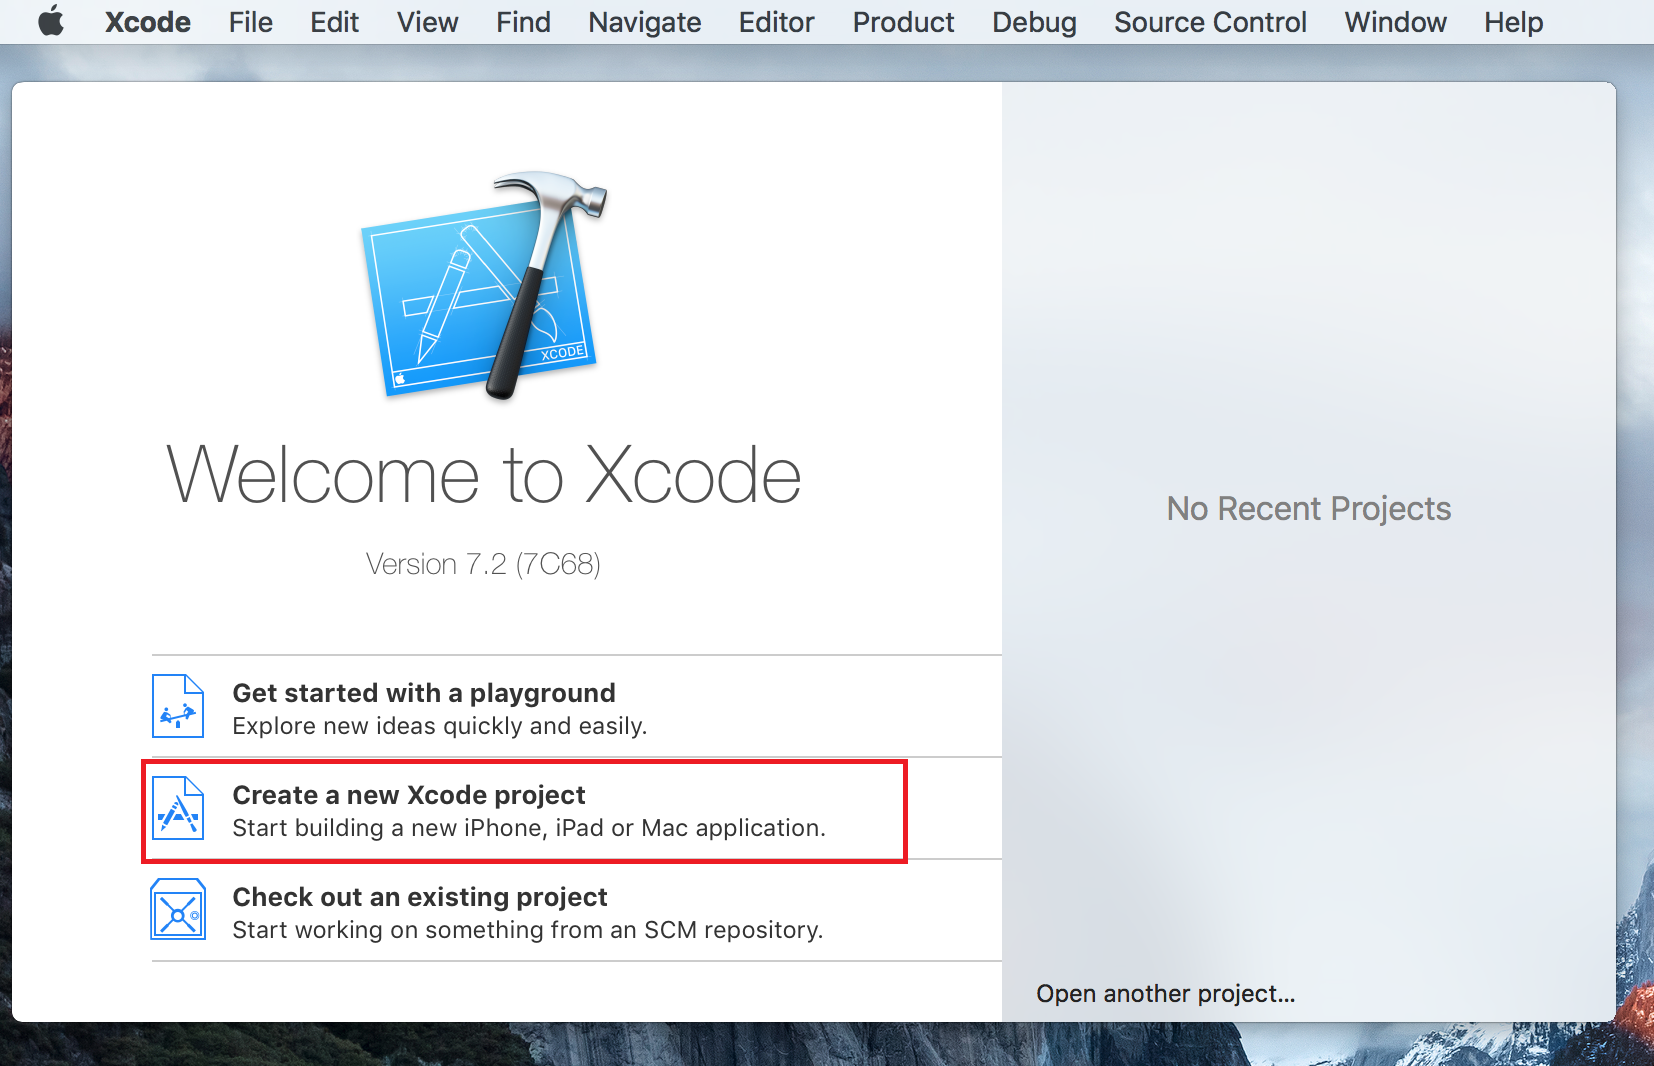 Xcode File Edit View Find Navigate Editor Product Debug Source Control Window Help
XCODE
Welcome to Xcode
Version 7.2 (7C68)
Get started with a playground
Explore new ideas quickly and easily.
Create a new Xcode project
Start building a new iPhone, iPad or Mac application.
Check out an existing project
Start working on something from an SCM repository.
No Recent Projects
Open another project...